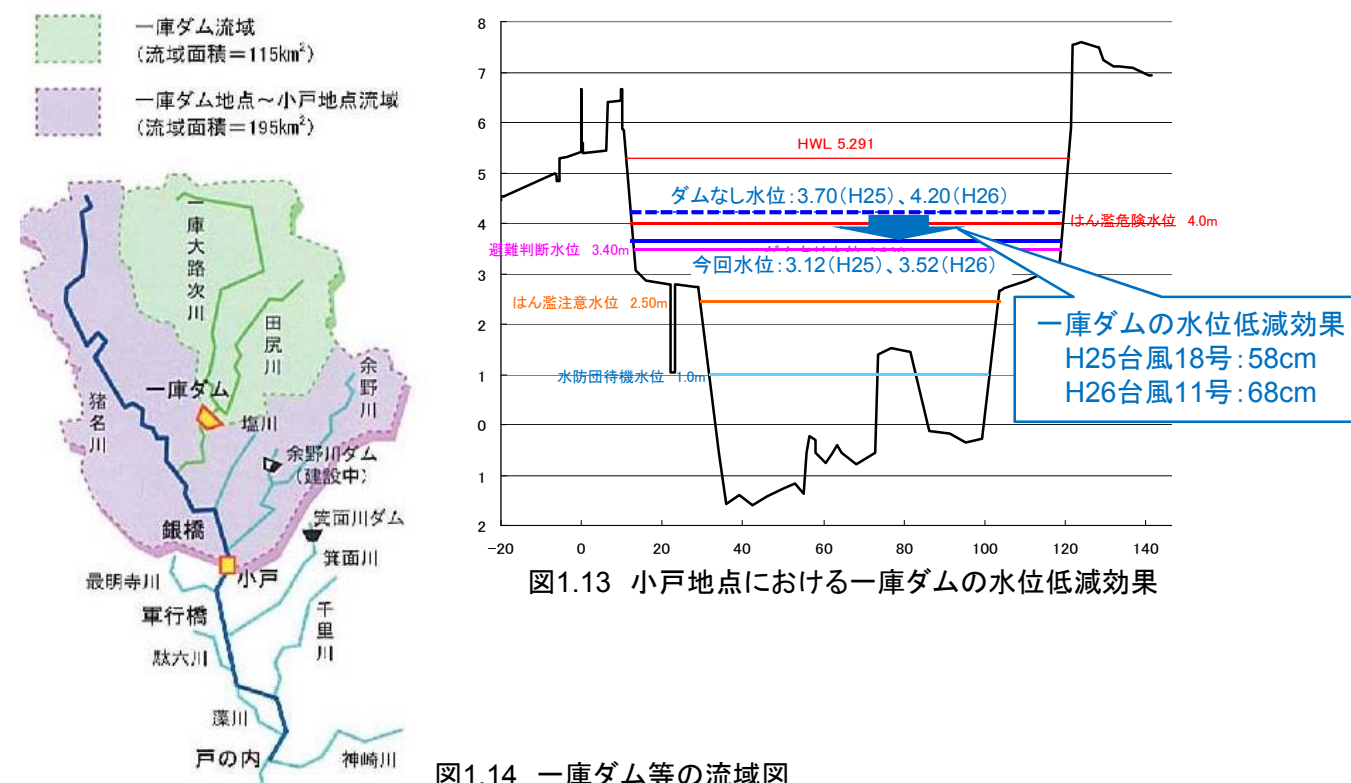 一庫ダム流域
(流域面積＝115km²)
一庫ダム地点～小戸地点流域
(流域面積＝195km²)
一庫大路次川
田尻川
余野川
一庫ダム
猪名川
塩川
余野川ダム
(建設中)
箕面川ダム
銀橋
箕面川
最明寺川
小戸
千里川
軍行橋
駄六川
藻川
戸の内
神崎川
8
7
6
5
4
3
2
1
0
1
2
-20
0
20
40
60
80
100
120
140
HWL 5.291
ダムなし水位：3.70(H25)、4.20(H26)
はん濫危険水位 4.0m
避難判断水位 3.40m
今回水位：3.12(H25)、3.52(H26)
はん濫注意水位 2.50m
水防団待機水位 1.0m
一庫ダムの水位低減効果
H25台風18号：58cm
H26台風11号：68cm
図1.13 小戸地点における一庫ダムの水位低減効果
図1.14 一庫ダム等の流域図